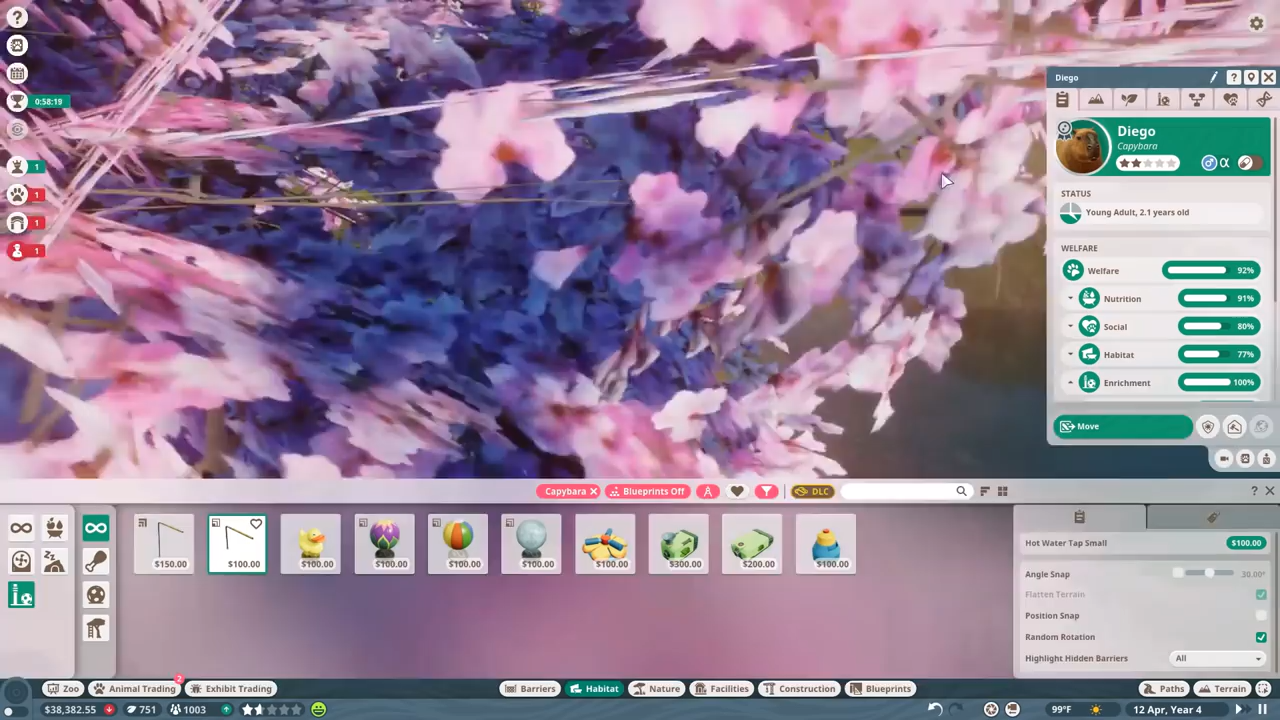 ?
0:58:19
1
1
1
1
Diego
?
Diego
Capybara
α
STATUS
Young Adult, 2.1 years old
WELFARE
Welfare 92%
Nutrition 91%
Social 80%
Habitat 77%
Enrichment 100%
Move
Capybara ×
Blueprints Off
DLC
? ×
$150.00
$100.00
$100.00
$100.00
$100.00
$100.00
$100.00
$300.00
$200.00
$100.00
Hot Water Tap Small $100.00
Angle Snap 30.00°
Flatten Terrain
Position Snap
Random Rotation
Highlight Hidden Barriers All
Zoo
Animal Trading 2
Exhibit Trading
Barriers
Habitat
Nature
Facilities
Construction
Blueprints
Paths
Terrain
$38,382.55
751
1003
99°F
12 Apr, Year 4